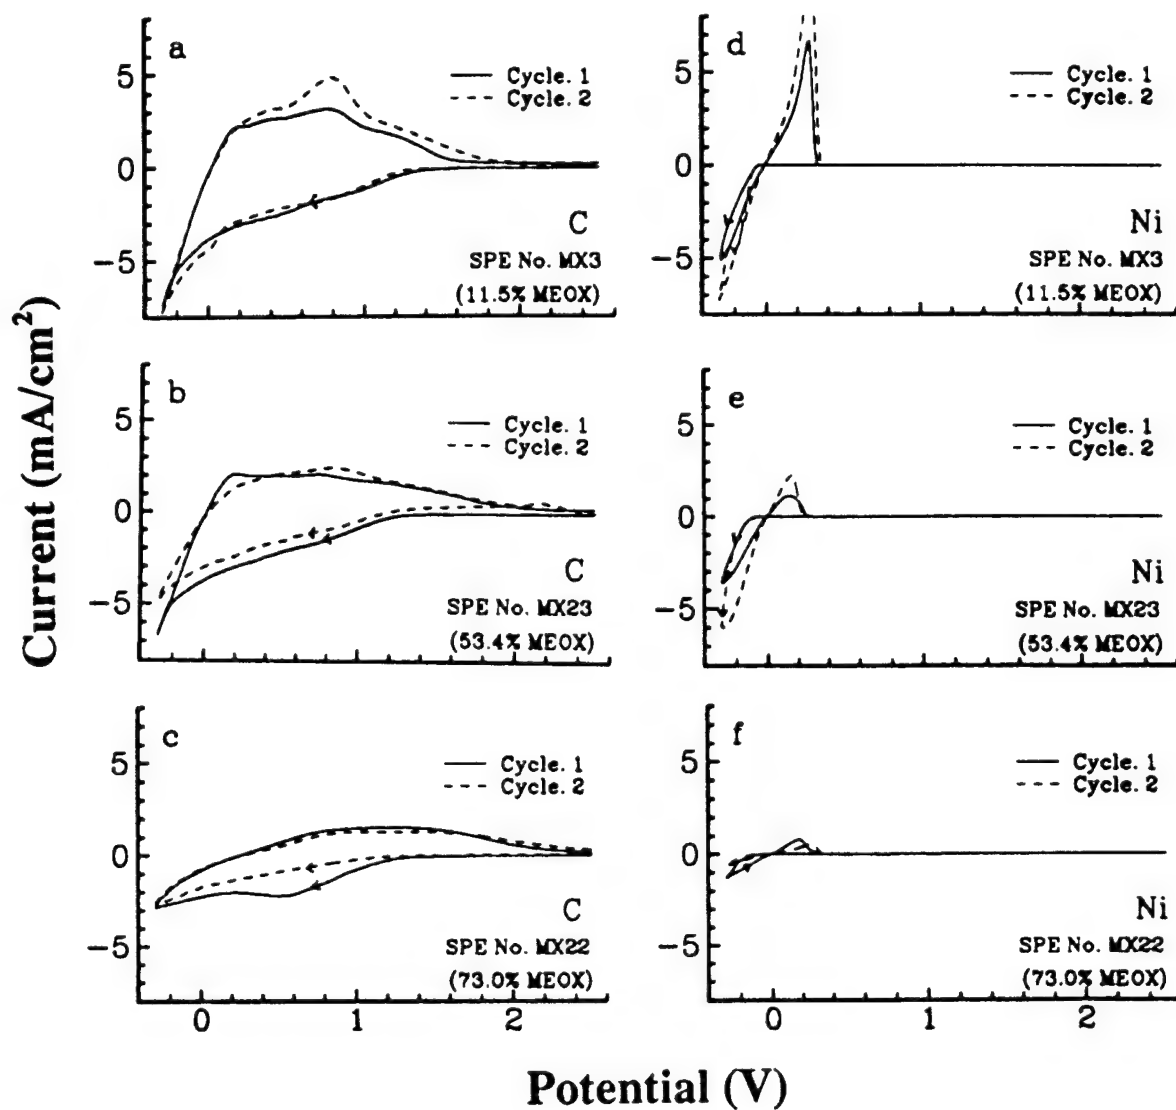 Current (mA/cm²)
a
5
0
−5
Cycle. 1
Cycle. 2
C
SPE No. MX3
(11.5% MEOX)
d
5
0
−5
Cycle. 1
Cycle. 2
Ni
SPE No. MX3
(11.5% MEOX)
b
5
0
−5
Cycle. 1
Cycle. 2
C
SPE No. MX23
(53.4% MEOX)
e
5
0
−5
Cycle. 1
Cycle. 2
Ni
SPE No. MX23
(53.4% MEOX)
c
5
0
−5
Cycle. 1
Cycle. 2
C
SPE No. MX22
(73.0% MEOX)
0 1 2
f
5
0
−5
Cycle. 1
Cycle. 2
Ni
SPE No. MX22
(73.0% MEOX)
0 1 2
Potential (V)